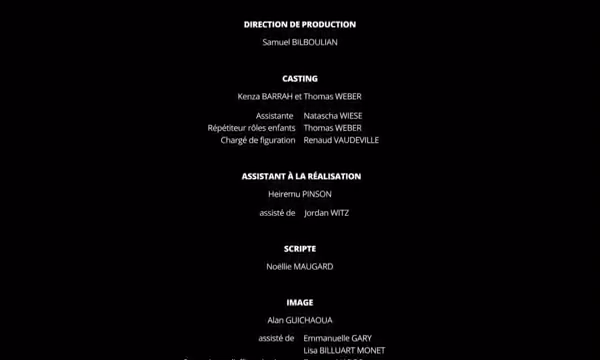 DIRECTION DE PRODUCTION
Samuel BILBOULIAN
CASTING
Kenza BARRAH et Thomas WEBER
Assistante Natascha WIESE
Répétiteur rôles enfants Thomas WEBER
Chargé de figuration Renaud VAUDEVILLE
ASSISTANT À LA RÉALISATION
Heiremu PINSON
assisté de Jordan WITZ
SCRIPTE
Noëllie MAUGARD
IMAGE
Alan GUICHAOUA
assisté de Emmanuelle GARY
Lisa BILLUART MONET